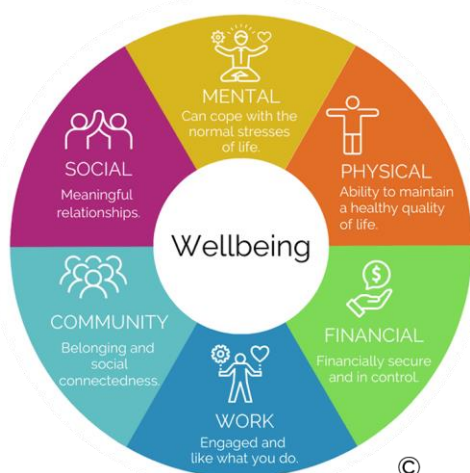 MENTAL
Can cope with the
normal stresses
of life.
PHYSICAL
Ability to maintain
a healthy quality
of life.
FINANCIAL
Financially secure
and in control.
WORK
Engaged and
like what you do.
COMMUNITY
Belonging and
social
connectedness.
SOCIAL
Meaningful
relationships.
Wellbeing
$
©